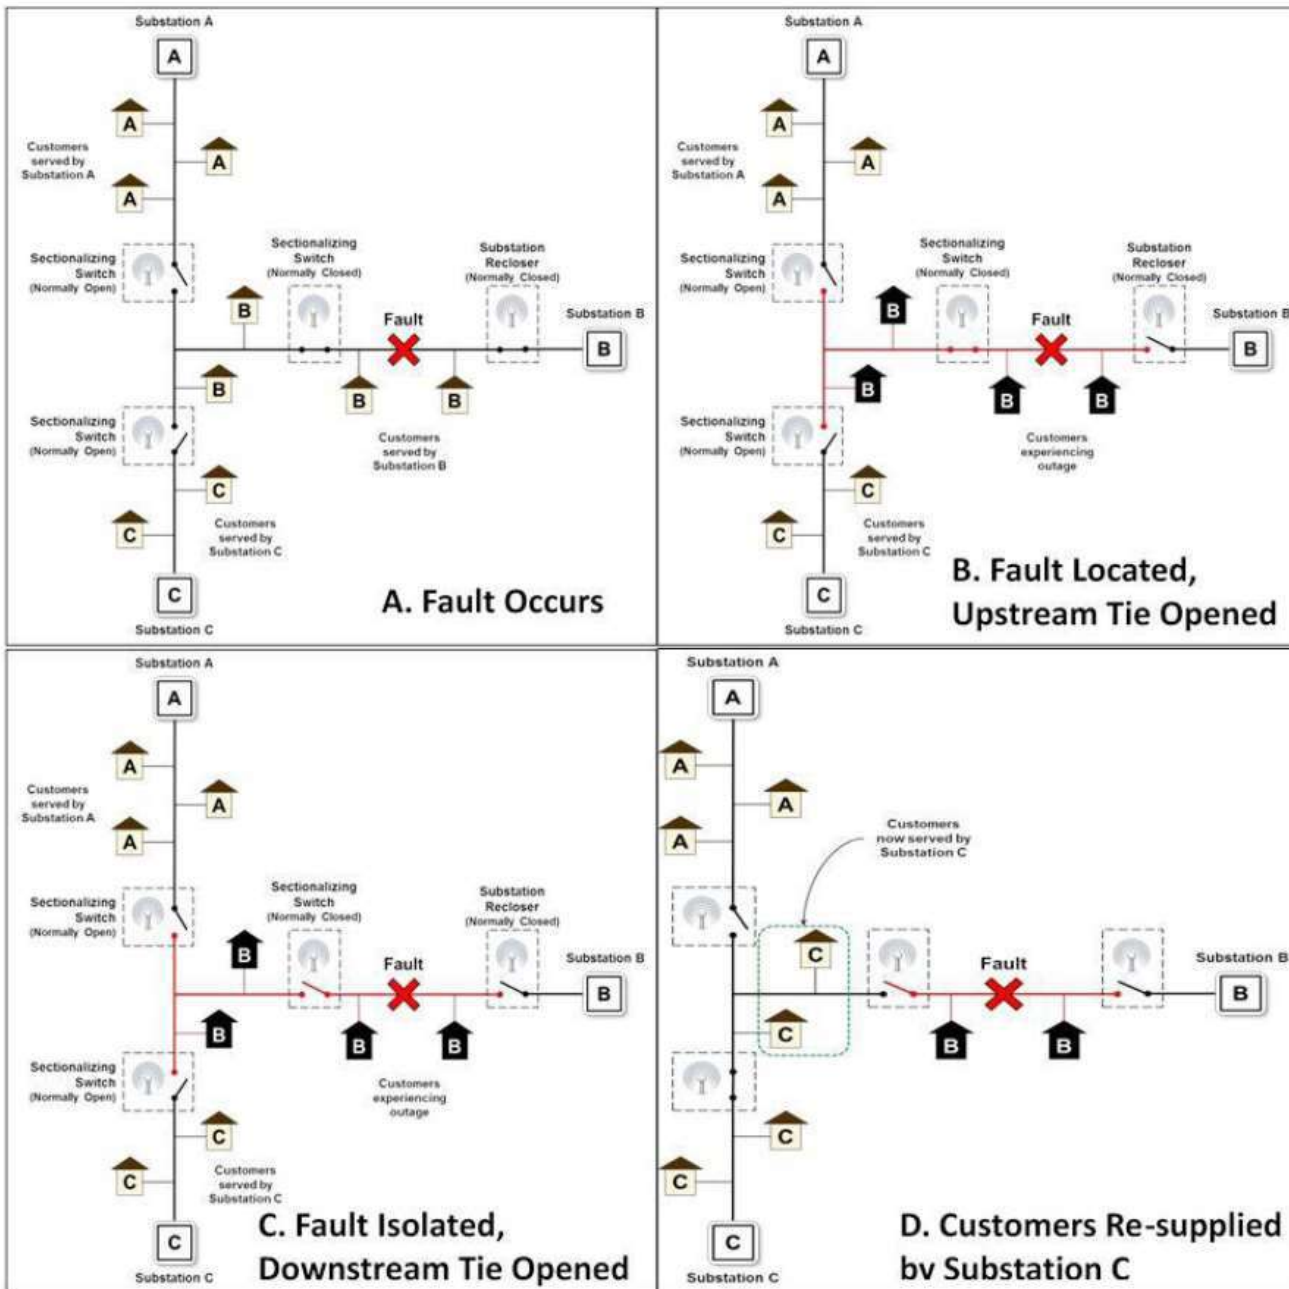 Substation A
A
A
Customers
served by
Substation A
A
A
Sectionalizing
Switch
(Normally Open)
Sectionalizing
Switch
(Normally Closed)
Substation
Recloser
(Normally Closed)
B
Fault
Substation B
B
B
B
B
Sectionalizing
Switch
(Normally Open)
Customers
served by
Substation B
C
C
Customers
served by
Substation C
C
Substation C
A. Fault Occurs
Substation A
A
A
Customers
served by
Substation A
A
A
Sectionalizing
Switch
(Normally Open)
Sectionalizing
Switch
(Normally Closed)
Substation
Recloser
(Normally Closed)
B
Fault
Substation B
B
B
B
B
Sectionalizing
Switch
(Normally Open)
Customers
experiencing
outage
C
C
Customers
served by
Substation C
C
Substation C
B. Fault Located,
Upstream Tie Opened
Substation A
A
A
Customers
served by
Substation A
A
A
Sectionalizing
Switch
(Normally Open)
Sectionalizing
Switch
(Normally Closed)
Substation
Recloser
(Normally Closed)
B
Fault
Substation B
B
B
B
B
Sectionalizing
Switch
(Normally Open)
Customers
experiencing
outage
C
C
Customers
served by
Substation C
C
Substation C
C. Fault Isolated,
Downstream Tie Opened
Substation A
A
A
A
A
Customers
now served by
Substation C
C
Fault
Substation B
B
C
B
B
C
C
C
Substation C
D. Customers Re-supplied
by Substation C